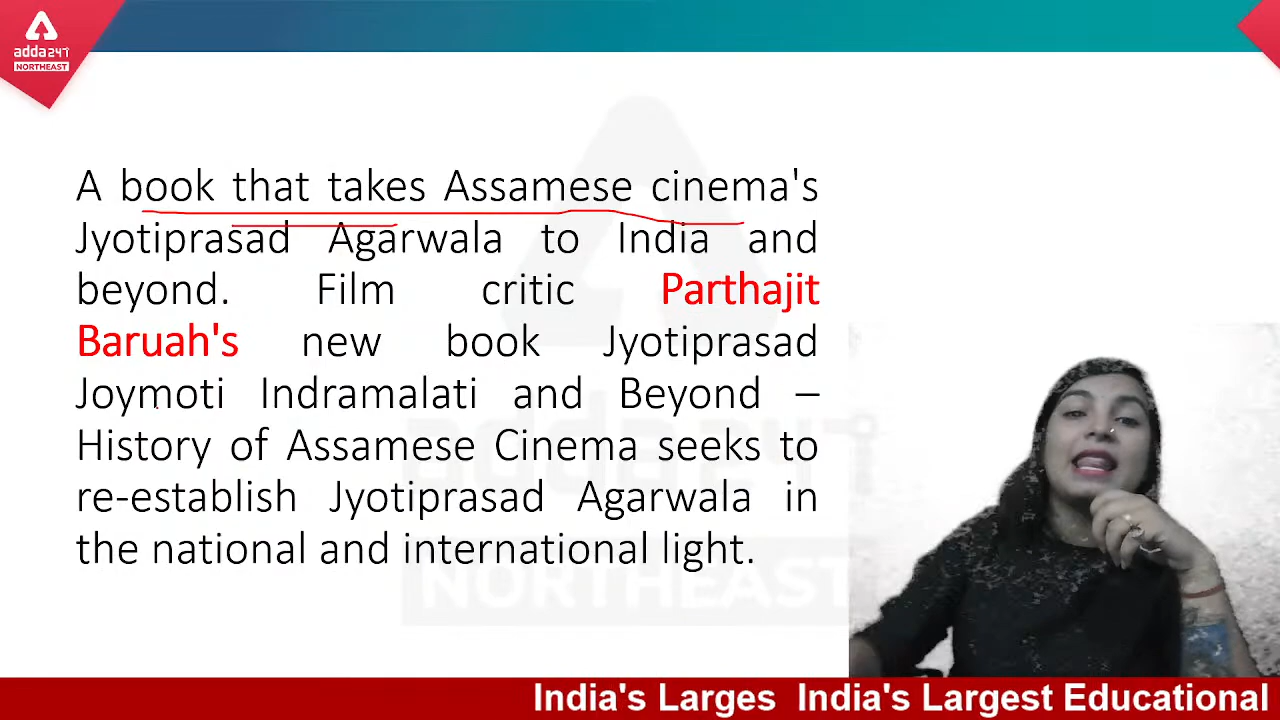 adda247
NORTHEAST
A book that takes Assamese cinema's
Jyotiprasad Agarwala to India and
beyond. Film critic Parthajit
Baruah's new book Jyotiprasad
Joymoti Indramalati and Beyond –
History of Assamese Cinema seeks to
re-establish Jyotiprasad Agarwala in
the national and international light.
adda247
NORTHEAST
India's Larges India's Largest Educational